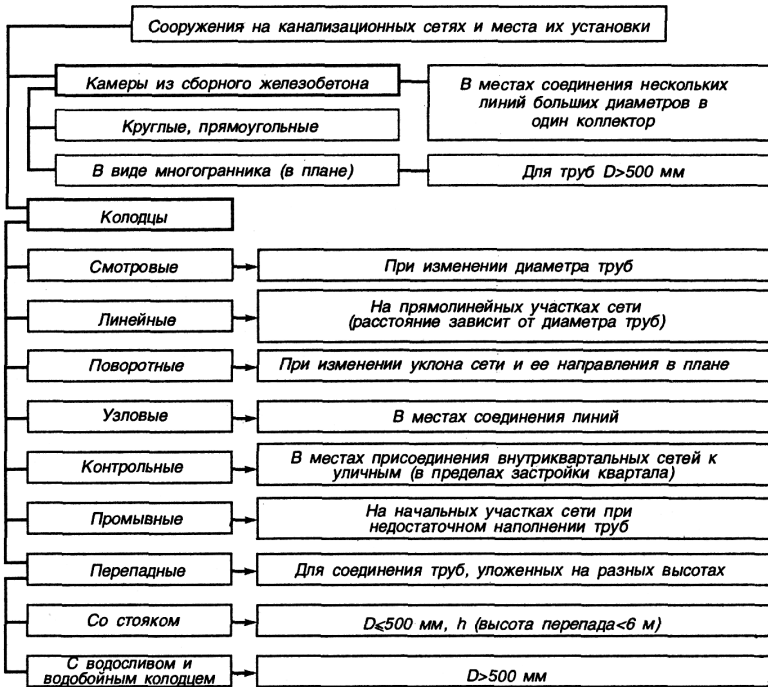 Сооружения на канализационных сетях и места их установки
Камеры из сборного железобетона
В местах соединения нескольких
линий больших диаметров в
один коллектор
Круглые, прямоугольные
В виде многогранника (в плане)
Для труб D>500 мм
Колодцы
Смотровые
При изменении диаметра труб
Линейные
На прямолинейных участках сети
(расстояние зависит от диаметра труб)
Поворотные
При изменении уклона сети и ее направления в плане
Узловые
В местах соединения линий
Контрольные
В местах присоединения внутриквартальных сетей к
уличным (в пределах застройки квартала)
Промывные
На начальных участках сети при
недостаточном наполнении труб
Перепадные
Для соединения труб, уложенных на разных высотах
Со стояком
D⩽500 мм, h (высота перепада<6 м)
С водосливом и
водобойным колодцем
D>500 мм